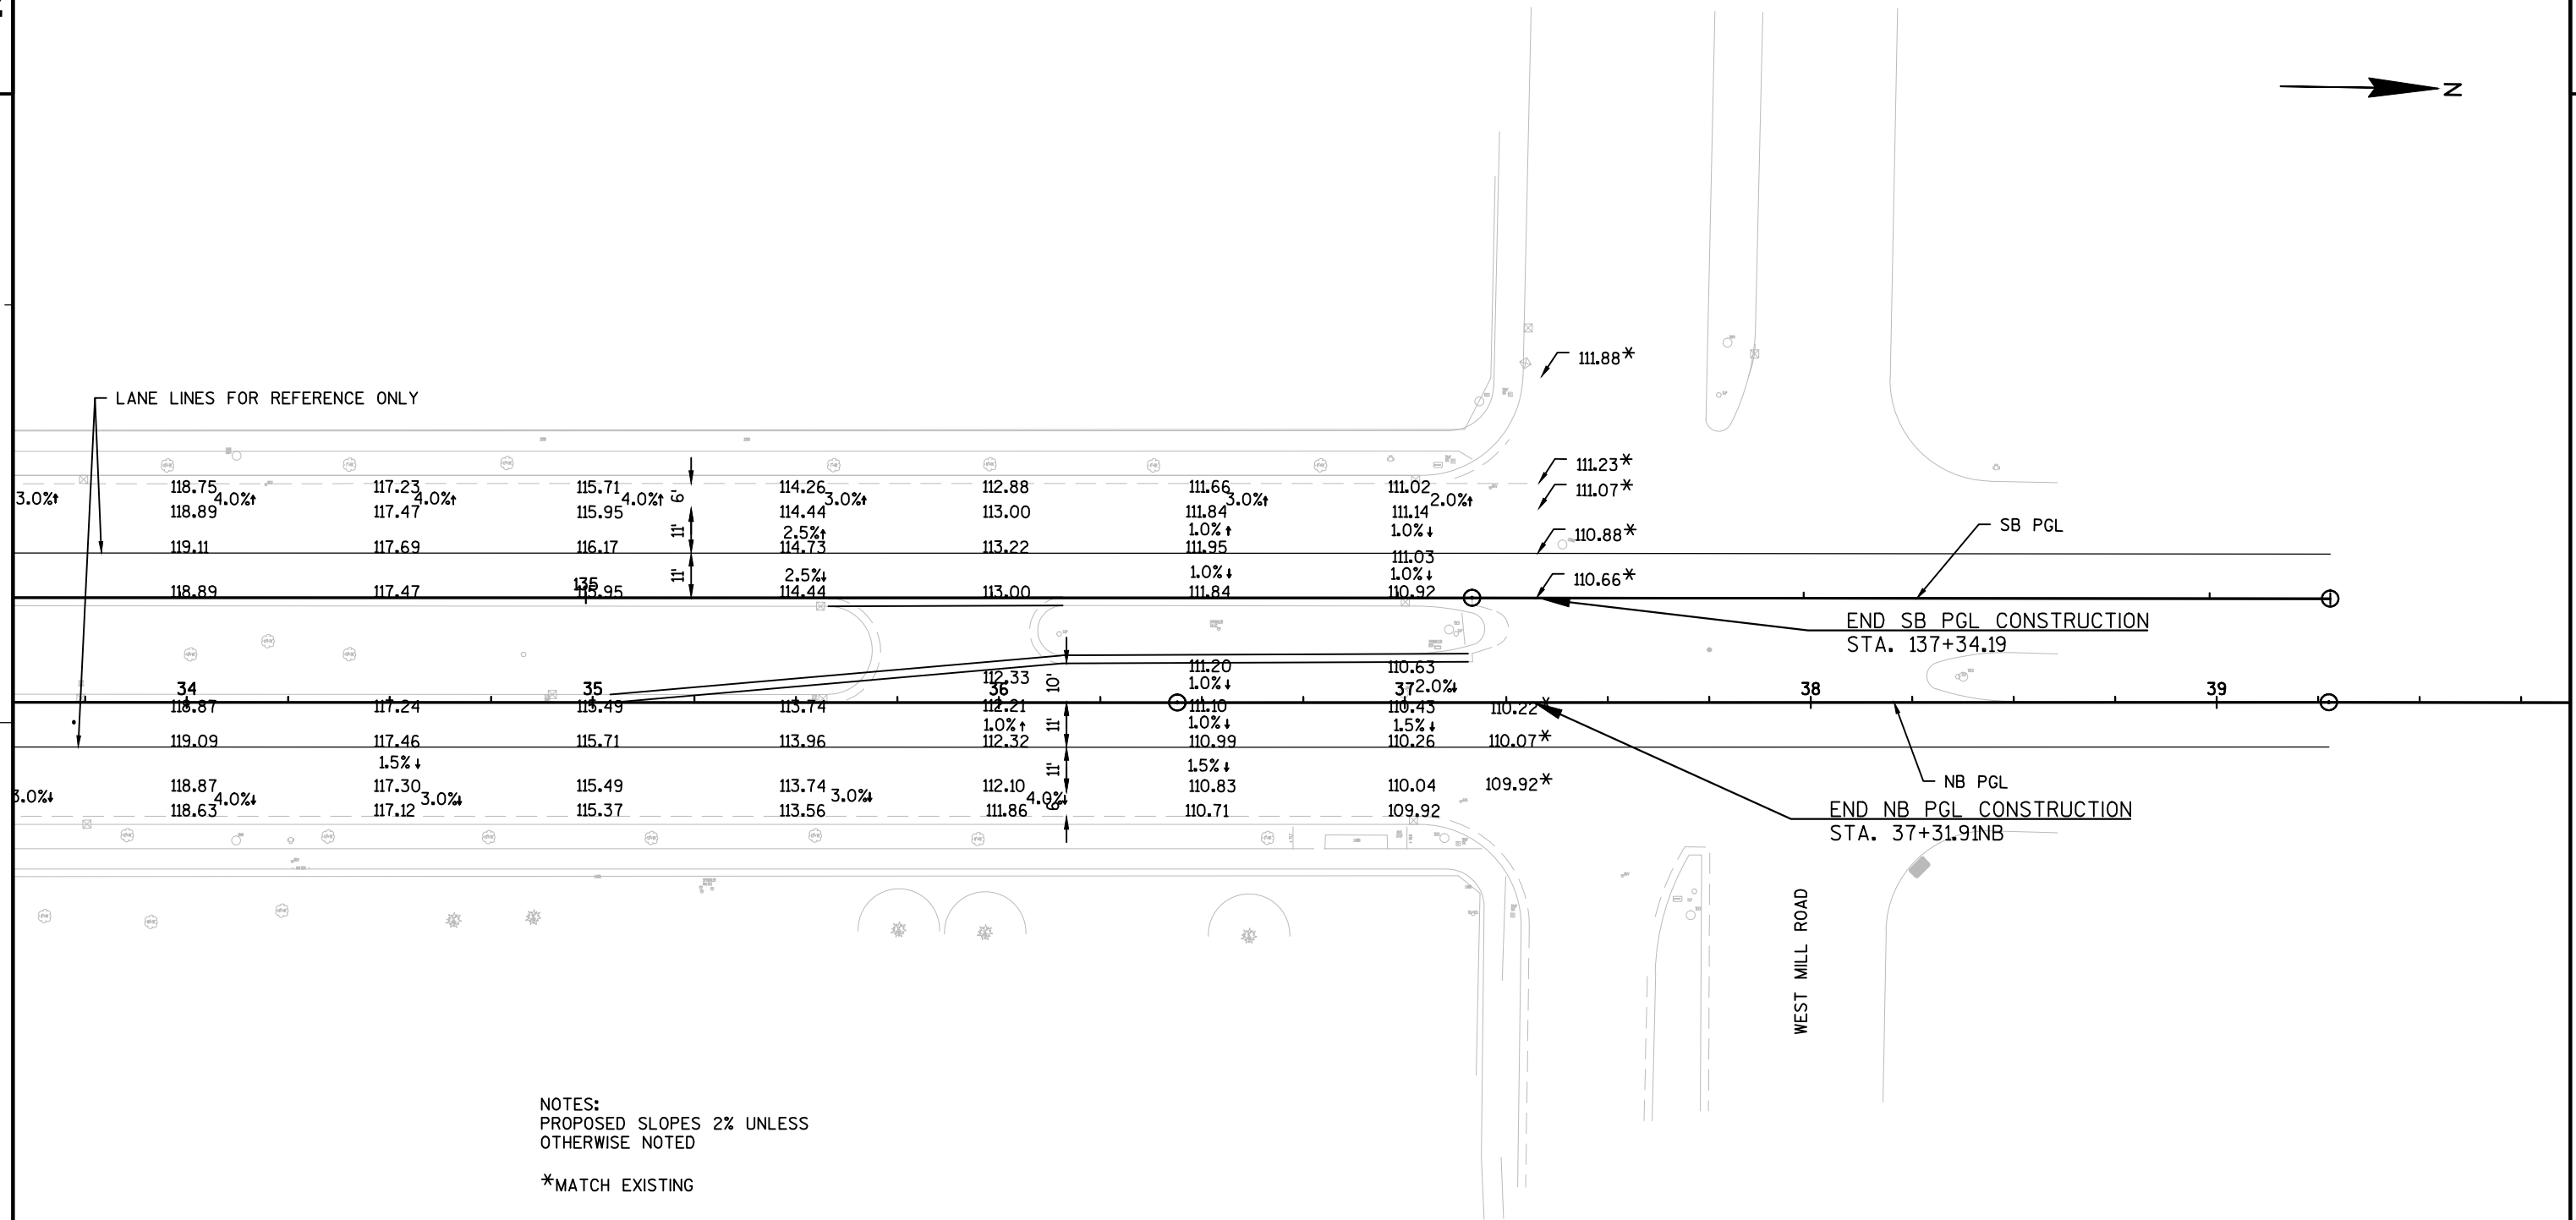 N
111.88*
LANE LINES FOR REFERENCE ONLY
111.23*
118.75 117.23 115.71 114.26 112.88 111.66 111.02
111.07*
3.0% 4.0% 4.0% 4.0% 6' 3.0% 3.0% 2.0%
118.89 117.47 115.95 114.44 113.00 111.84 111.14
11' 2.5% 1.0% 1.0%
110.88*
SB PGL
119.11 117.69 116.17 114.73 113.22 111.95 111.03
11' 2.5% 1.0% 1.0%
110.66*
135
118.89 117.47 115.95 114.44 113.00 111.84 110.92
END SB PGL CONSTRUCTION
STA. 137+34.19
112.33 111.20 110.63
10' 1.0% 2.0%
34 35 36 37 38 39
118.87 117.24 115.49 113.74 112.21 111.10 110.43 110.22*
1.0% 11' 1.0% 1.5%
119.09 117.46 115.71 113.96 112.32 110.99 110.26 110.07*
1.5% 11' 1.5%
NB PGL
118.87 117.30 115.49 113.74 112.10 110.83 110.04 109.92*
3.0% 4.0% 3.0% 3.0% 4.0% 6'
118.63 117.12 115.37 113.56 111.86 110.71 109.92
END NB PGL CONSTRUCTION
STA. 37+31.91NB
WEST MILL ROAD
NOTES:
PROPOSED SLOPES 2% UNLESS
OTHERWISE NOTED
*MATCH EXISTING